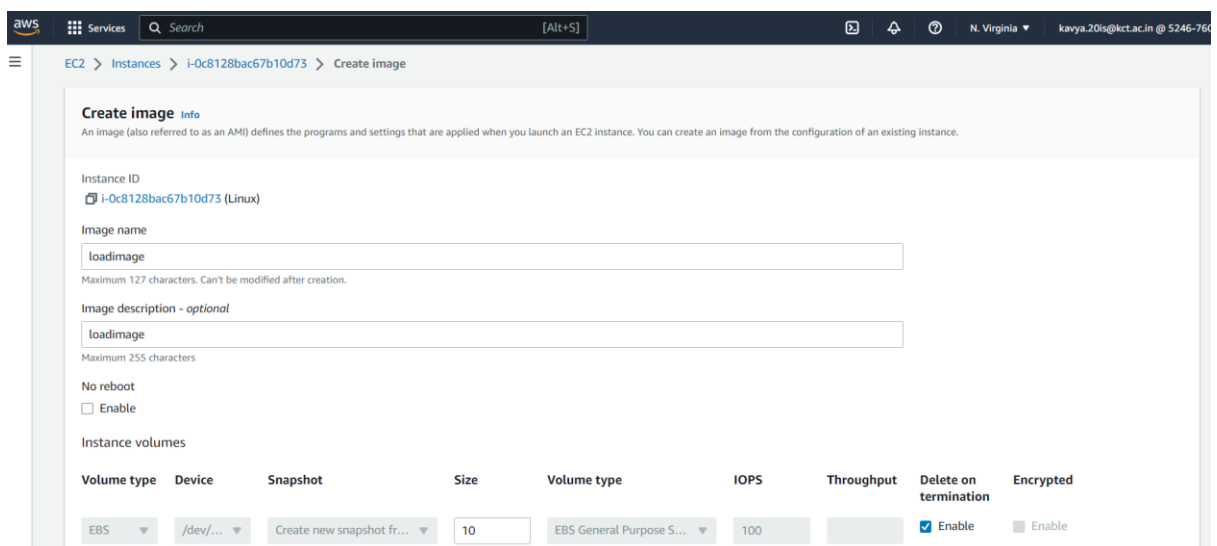 aws Services Search [Alt+S] N. Virginia kavya.20is@kct.ac.in @ 5246-760
EC2 > Instances > i-0c8128bac67b10d73 > Create image
Create image Info
An image (also referred to as an AMI) defines the programs and settings that are applied when you launch an EC2 instance. You can create an image from the configuration of an existing instance.
Instance ID
i-0c8128bac67b10d73 (Linux)
Image name
loadimage
Maximum 127 characters. Can't be modified after creation.
Image description - optional
loadimage
Maximum 255 characters
No reboot
Enable
Instance volumes
Volume type Device Snapshot Size Volume type IOPS Throughput Delete on termination Encrypted
EBS /dev/... Create new snapshot fr... 10 EBS General Purpose S... 100 Enable Enable